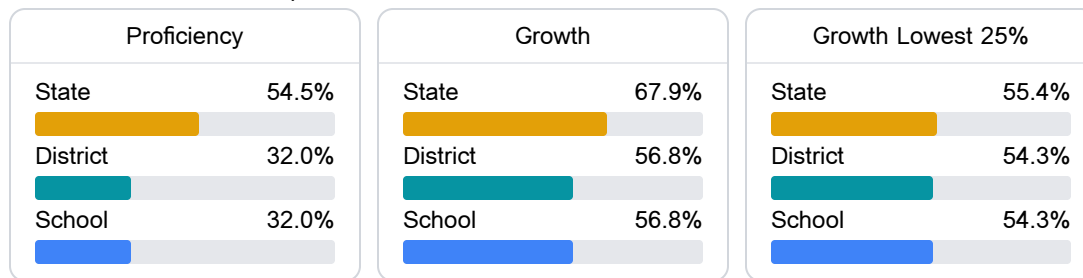 Proficiency
State 54.5%
District 32.0%
School 32.0%
Growth
State 67.9%
District 56.8%
School 56.8%
Growth Lowest 25%
State 55.4%
District 54.3%
School 54.3%